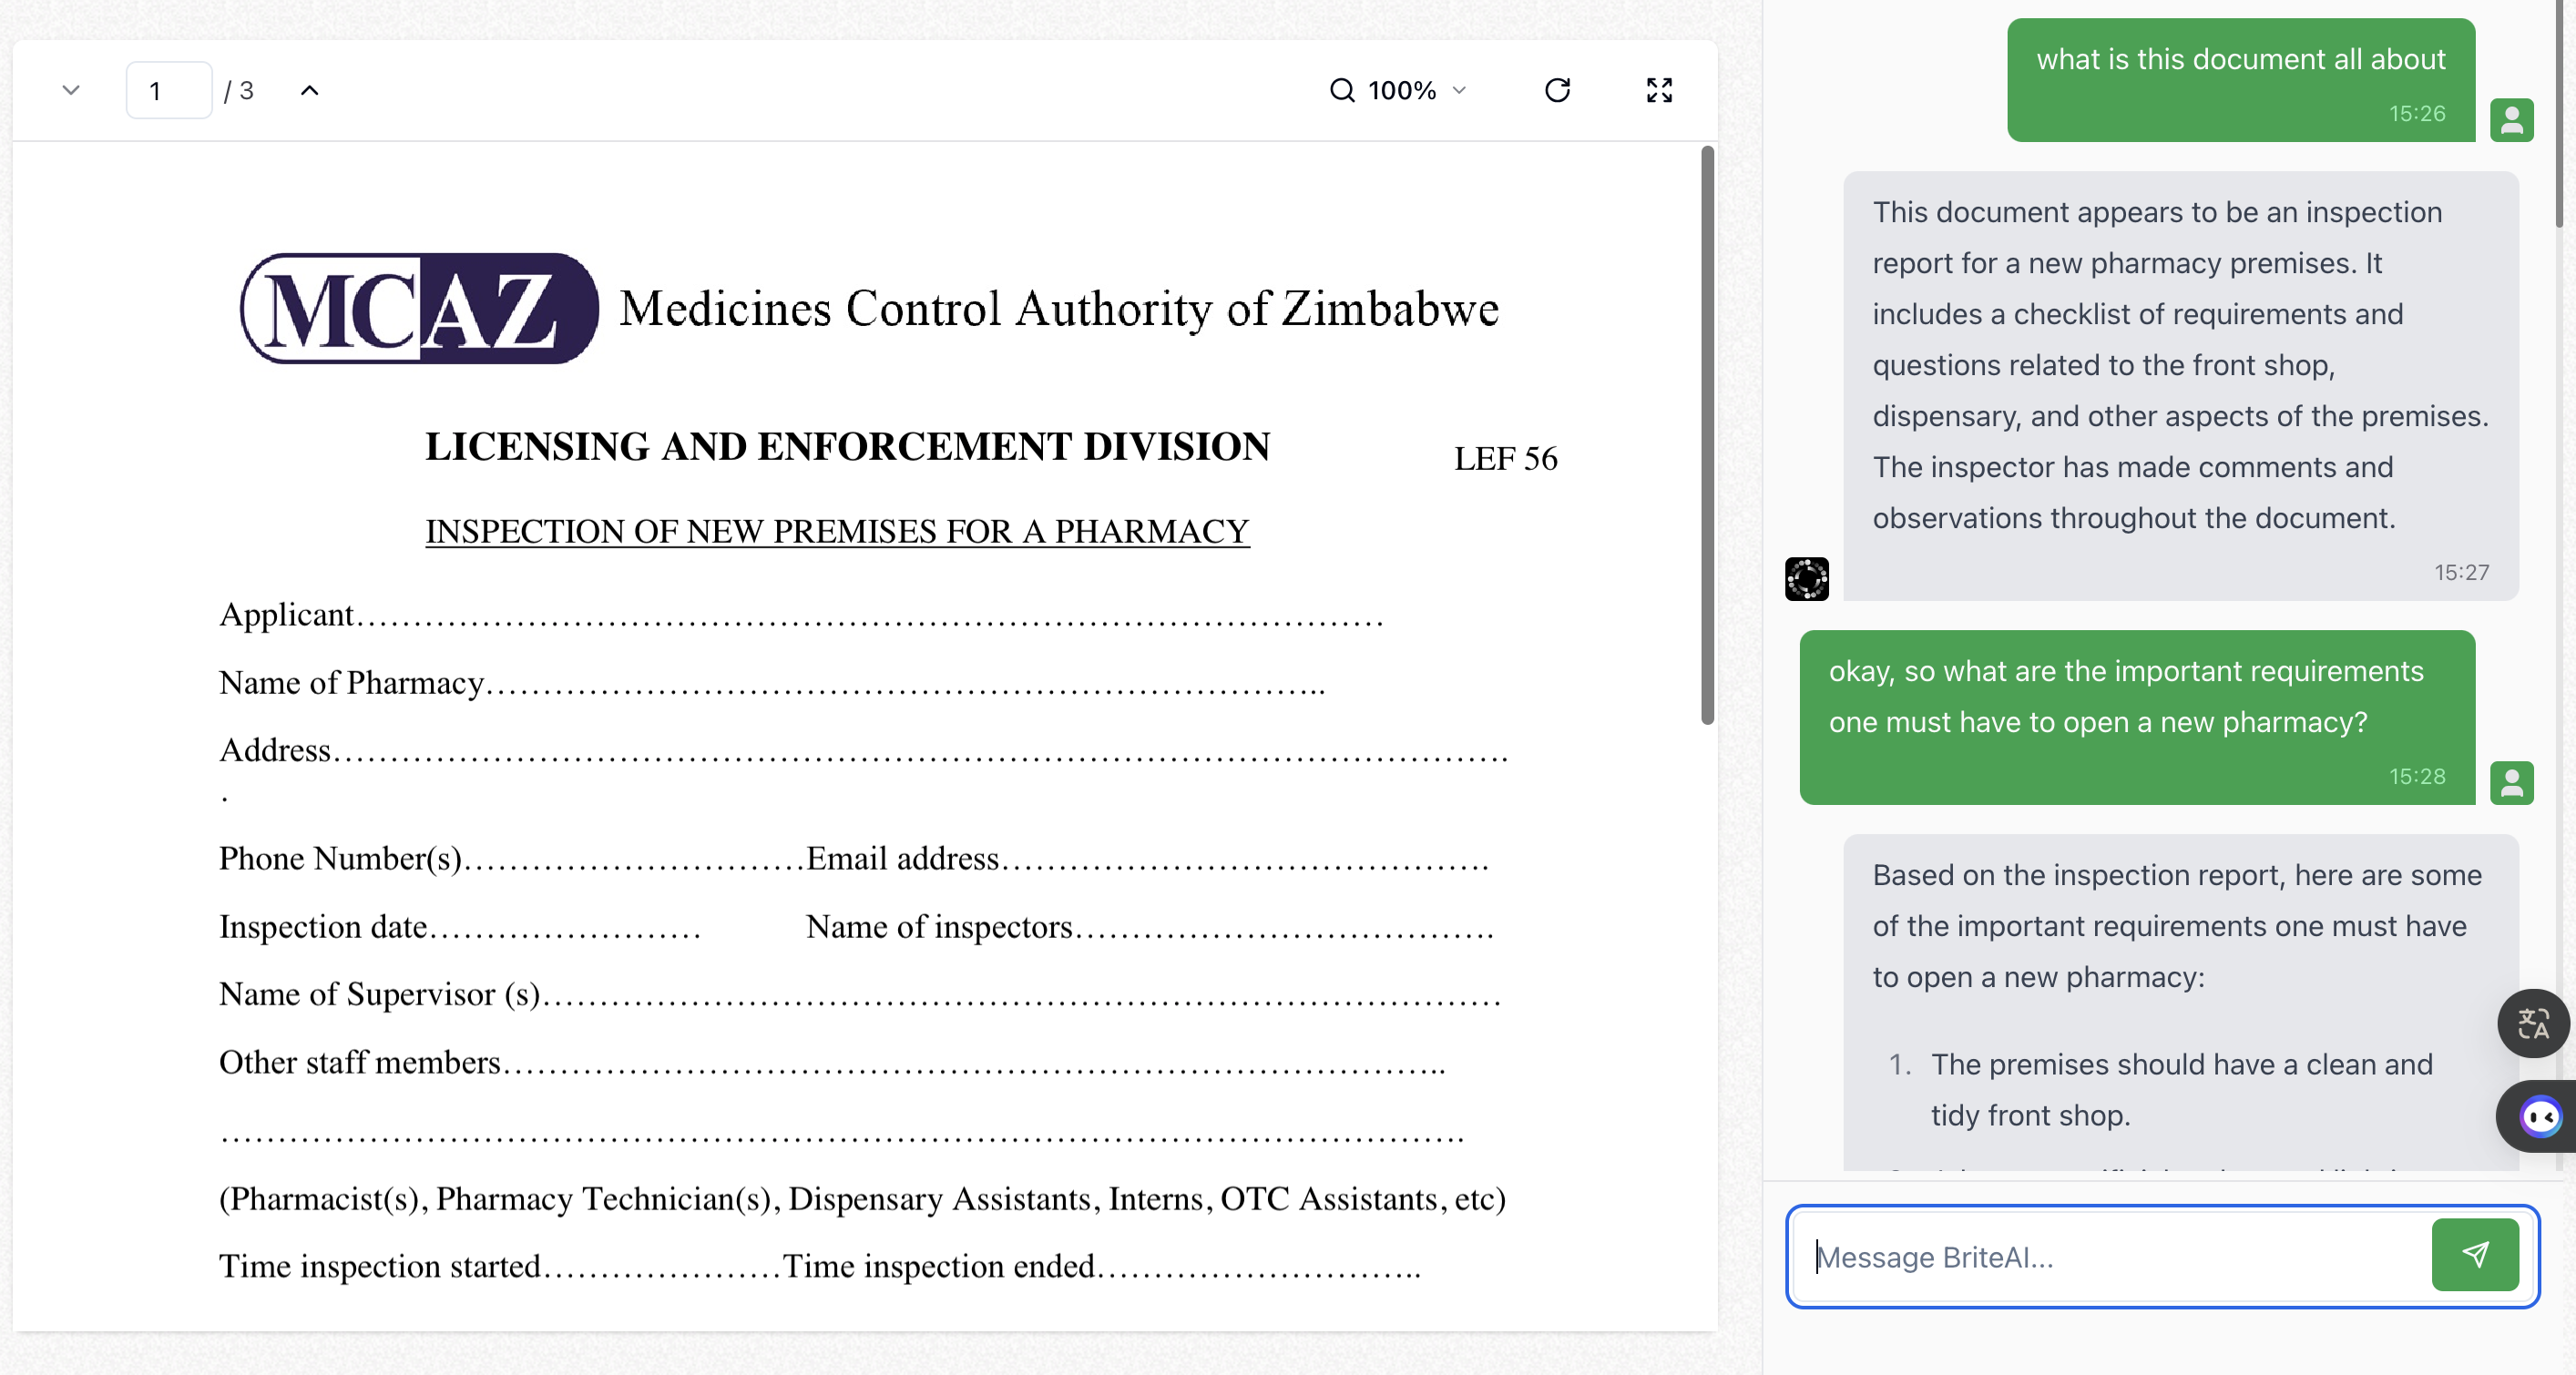 1 / 3
100%
MCAZ Medicines Control Authority of Zimbabwe
LICENSING AND ENFORCEMENT DIVISION
LEF 56
INSPECTION OF NEW PREMISES FOR A PHARMACY
Applicant……………………………………………………………………………
Name of Pharmacy……………………………………………………………..
Address……………………………………………………………………………………….
.
Phone Number(s)…………………………Email address…………………………………….
Inspection date…………………… Name of inspectors……………………………….
Name of Supervisor (s)…………………………………………………………………………
Other staff members………………………………………………………………………..
……………………………………………………………………………………………….
(Pharmacist(s), Pharmacy Technician(s), Dispensary Assistants, Interns, OTC Assistants, etc)
Time inspection started…………………Time inspection ended………………………..
what is this document all about
15:26
This document appears to be an inspection
report for a new pharmacy premises. It
includes a checklist of requirements and
questions related to the front shop,
dispensary, and other aspects of the premises.
The inspector has made comments and
observations throughout the document.
15:27
okay, so what are the important requirements
one must have to open a new pharmacy?
15:28
Based on the inspection report, here are some
of the important requirements one must have
to open a new pharmacy:
1. The premises should have a clean and
tidy front shop.
Message BriteAI...